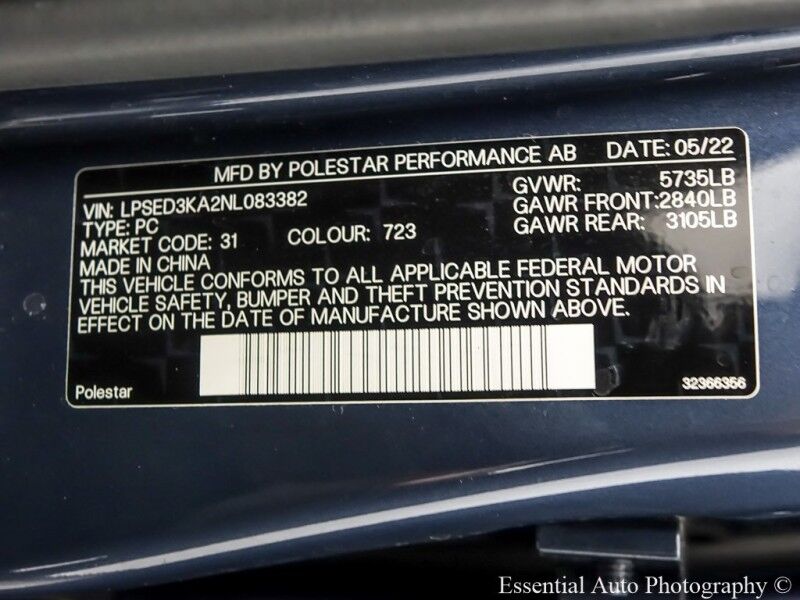 MFD BY POLESTAR PERFORMANCE AB DATE: 05/22
VIN: LPSED3KA2NL083382 GVWR: 5735LB
TYPE: PC GAWR FRONT:2840LB
MARKET CODE: 31 COLOUR: 723 GAWR REAR: 3105LB
MADE IN CHINA
THIS VEHICLE CONFORMS TO ALL APPLICABLE FEDERAL MOTOR
VEHICLE SAFETY, BUMPER AND THEFT PREVENTION STANDARDS IN
EFFECT ON THE DATE OF MANUFACTURE SHOWN ABOVE.
Polestar 32366356
Essential Auto Photography ©